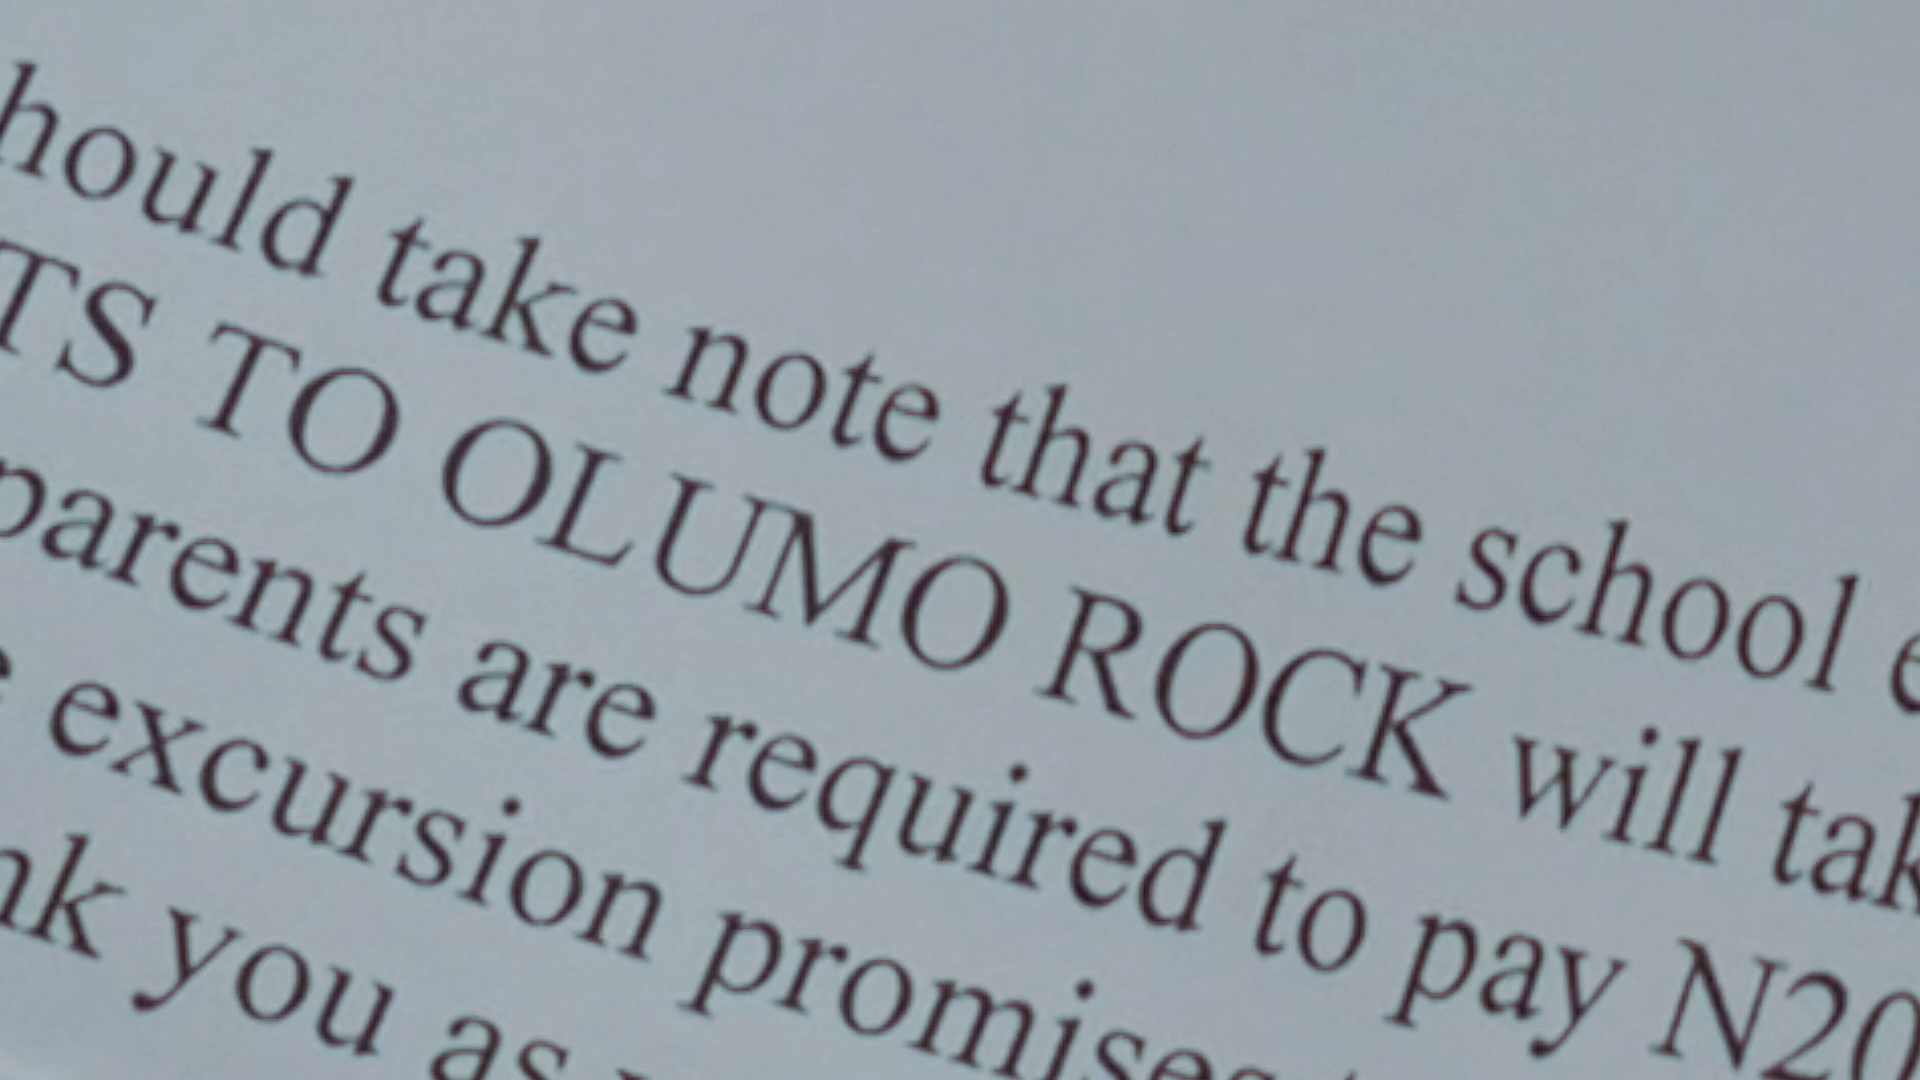 hould take note that the school e
TS TO OLUMO ROCK will tak
parents are required to pay N20
e excursion promises
nk you as